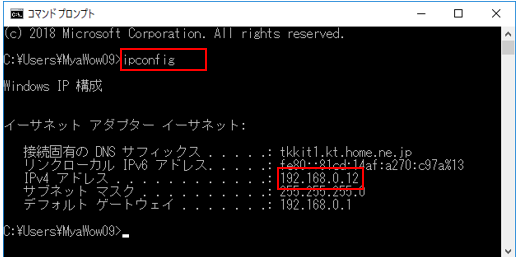 コマンド プロンプト
(c) 2018 Microsoft Corporation. All rights reserved.
C:¥Users¥MyaWow09>ipconfig
Windows IP 構成
イーサネット アダプター イーサネット:
接続固有の DNS サフィックス . . . . .: tkkit1.kt.home.ne.jp
リンクローカル IPv6 アドレス. . . . .: fe80::81cd:14af:a270:c97a%13
IPv4 アドレス . . . . . . . . . . . .: 192.168.0.12
サブネット マスク . . . . . . . . . .: 255.255.255.0
デフォルト ゲートウェイ . . . . . . .: 192.168.0.1
C:¥Users¥MyaWow09>